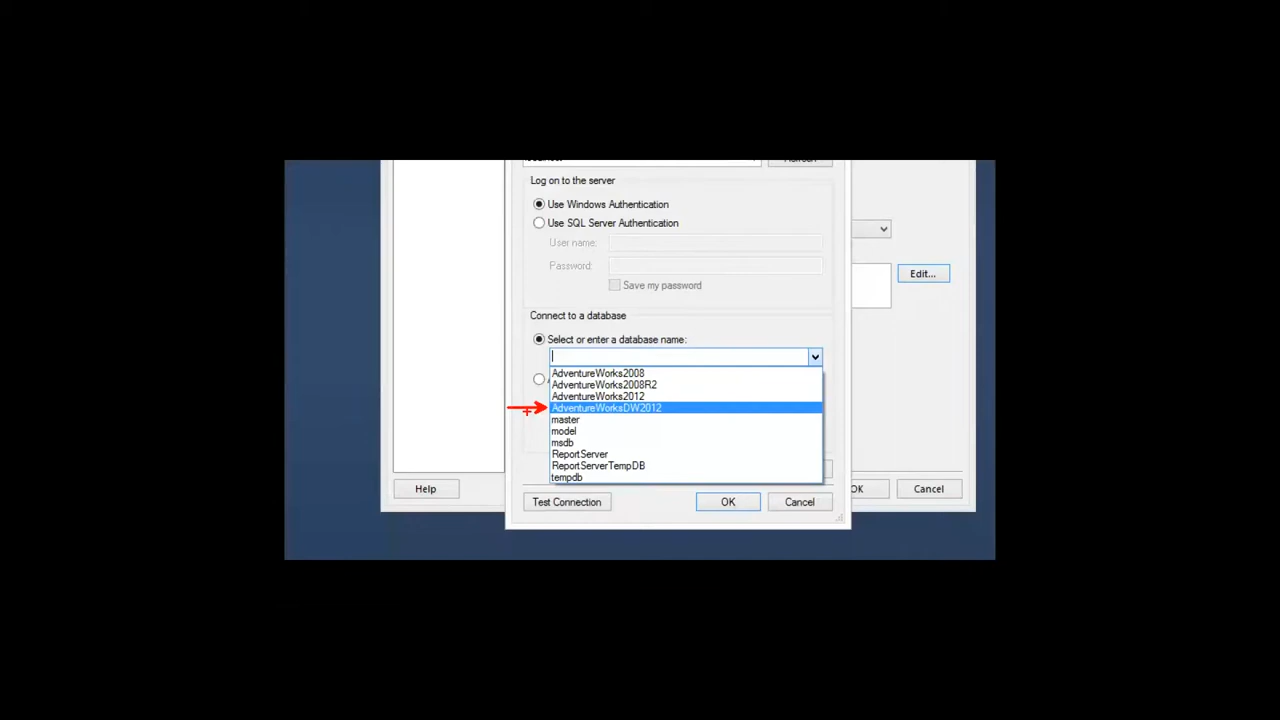 Log on to the server
Use Windows Authentication
Use SQL Server Authentication
User name:
Password:
Save my password
Edit...
Connect to a database
Select or enter a database name:
AdventureWorks2008
AdventureWorks2008R2
AdventureWorks2012
AdventureWorksDW2012
master
model
msdb
ReportServer
ReportServerTempDB
tempdb
Help
OK
Cancel
Test Connection
OK
Cancel